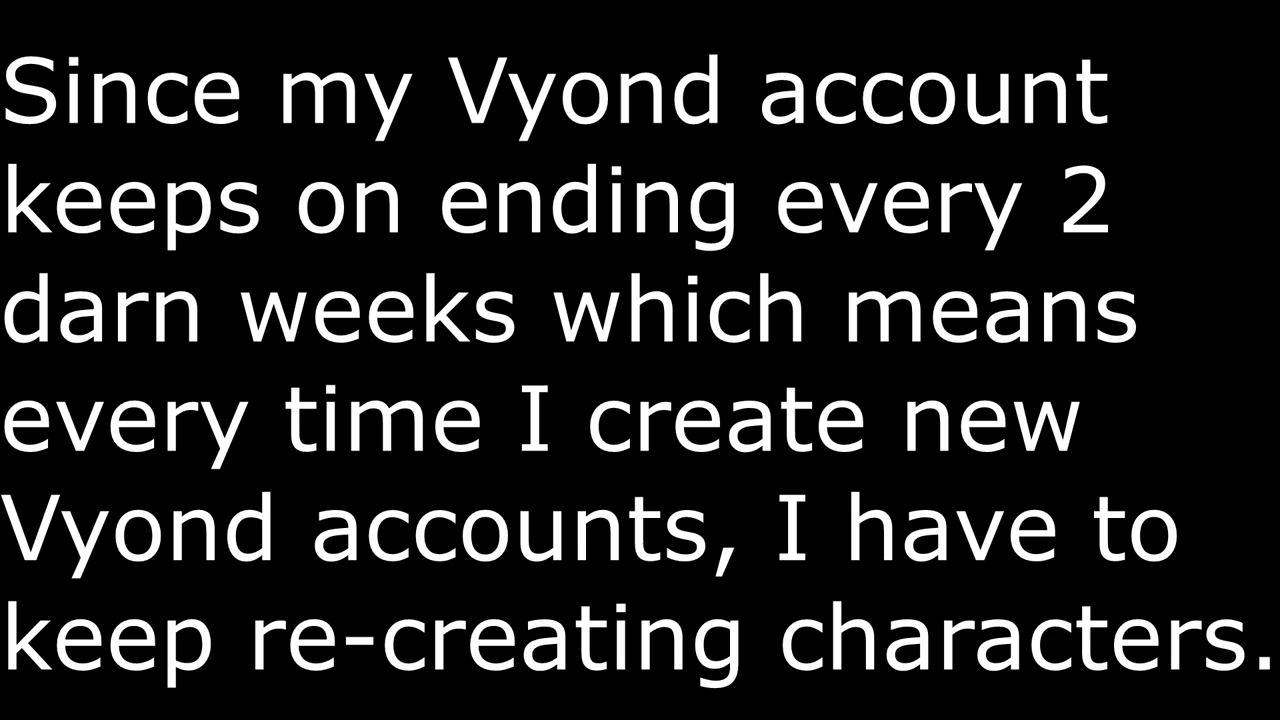 Since my Vyond account
keeps on ending every 2
darn weeks which means
every time I create new
Vyond accounts, I have to
keep re-creating characters.